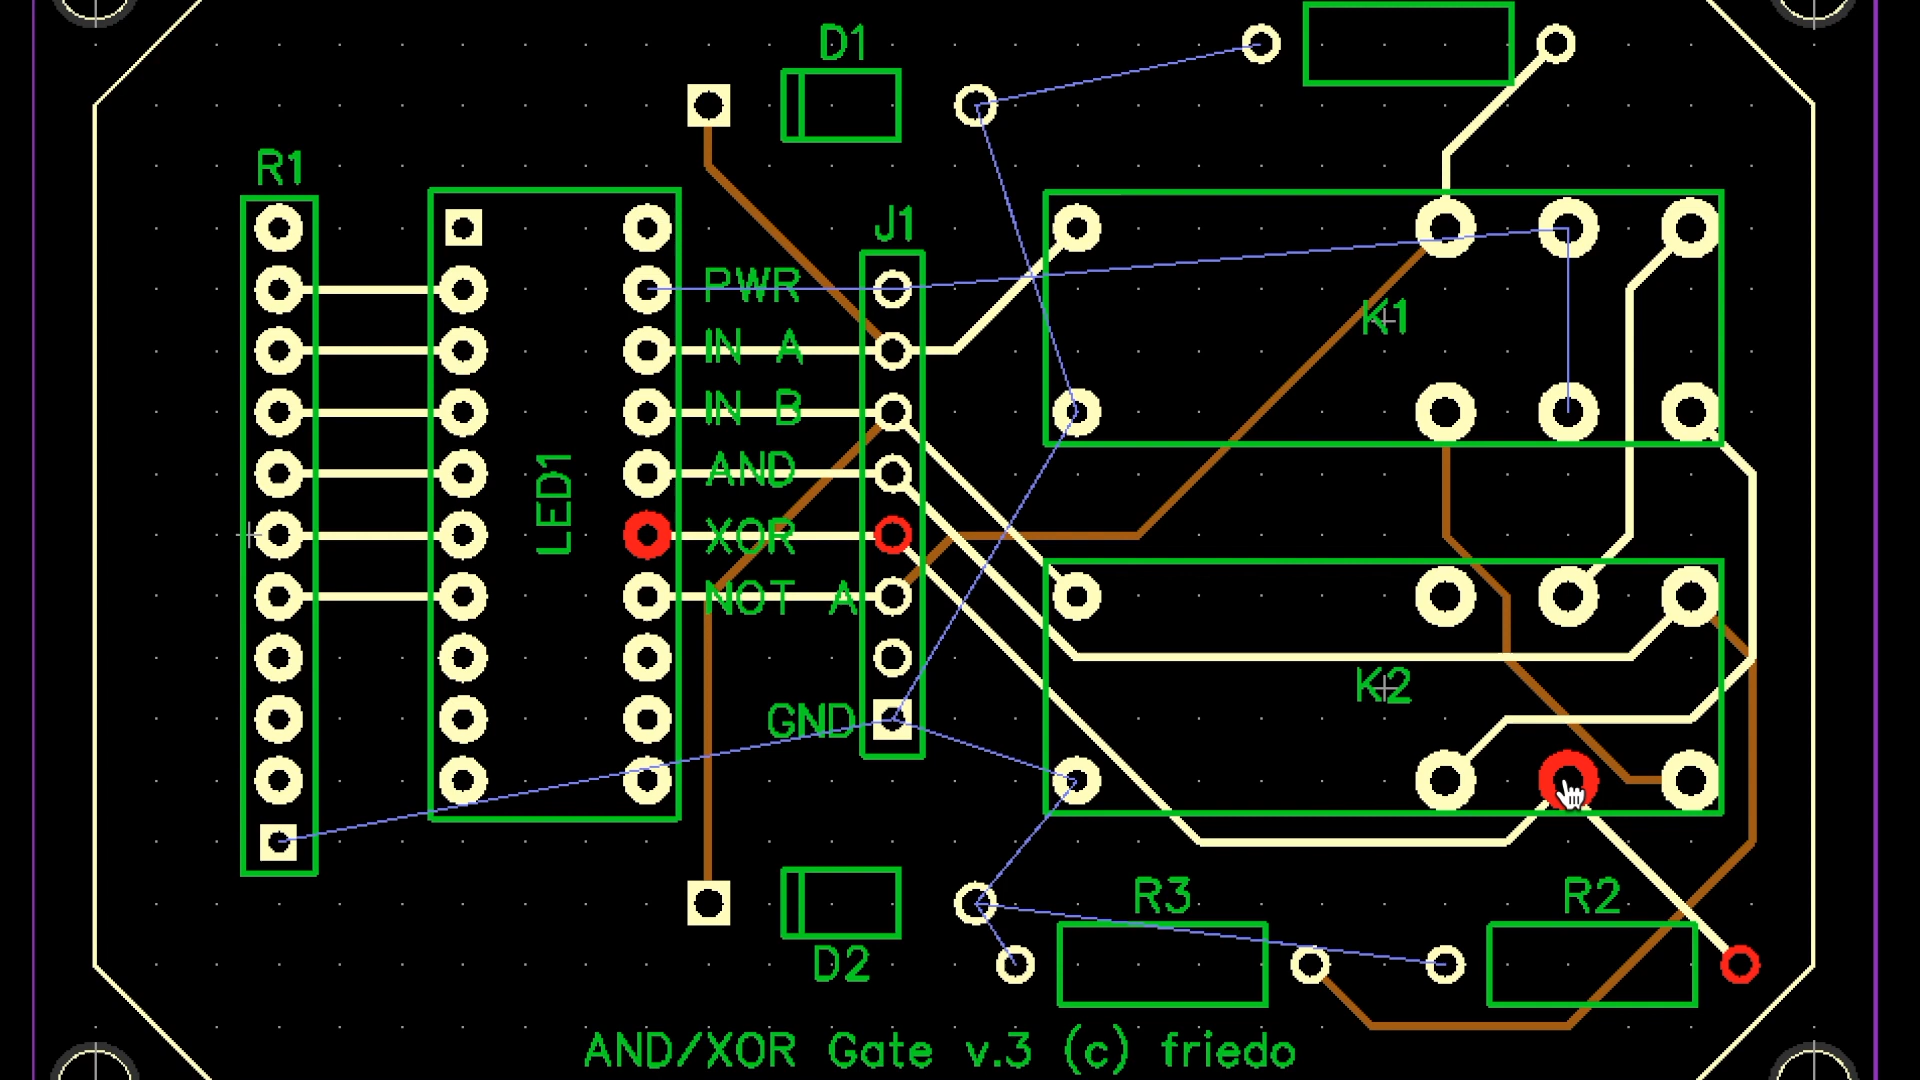 D1
R1
J1
PWR
IN A
K1
IN B
AND
LED1
XOR
NOT A
K2
GND
R3
R2
D2
AND/XOR Gate v.3 (c) friedo